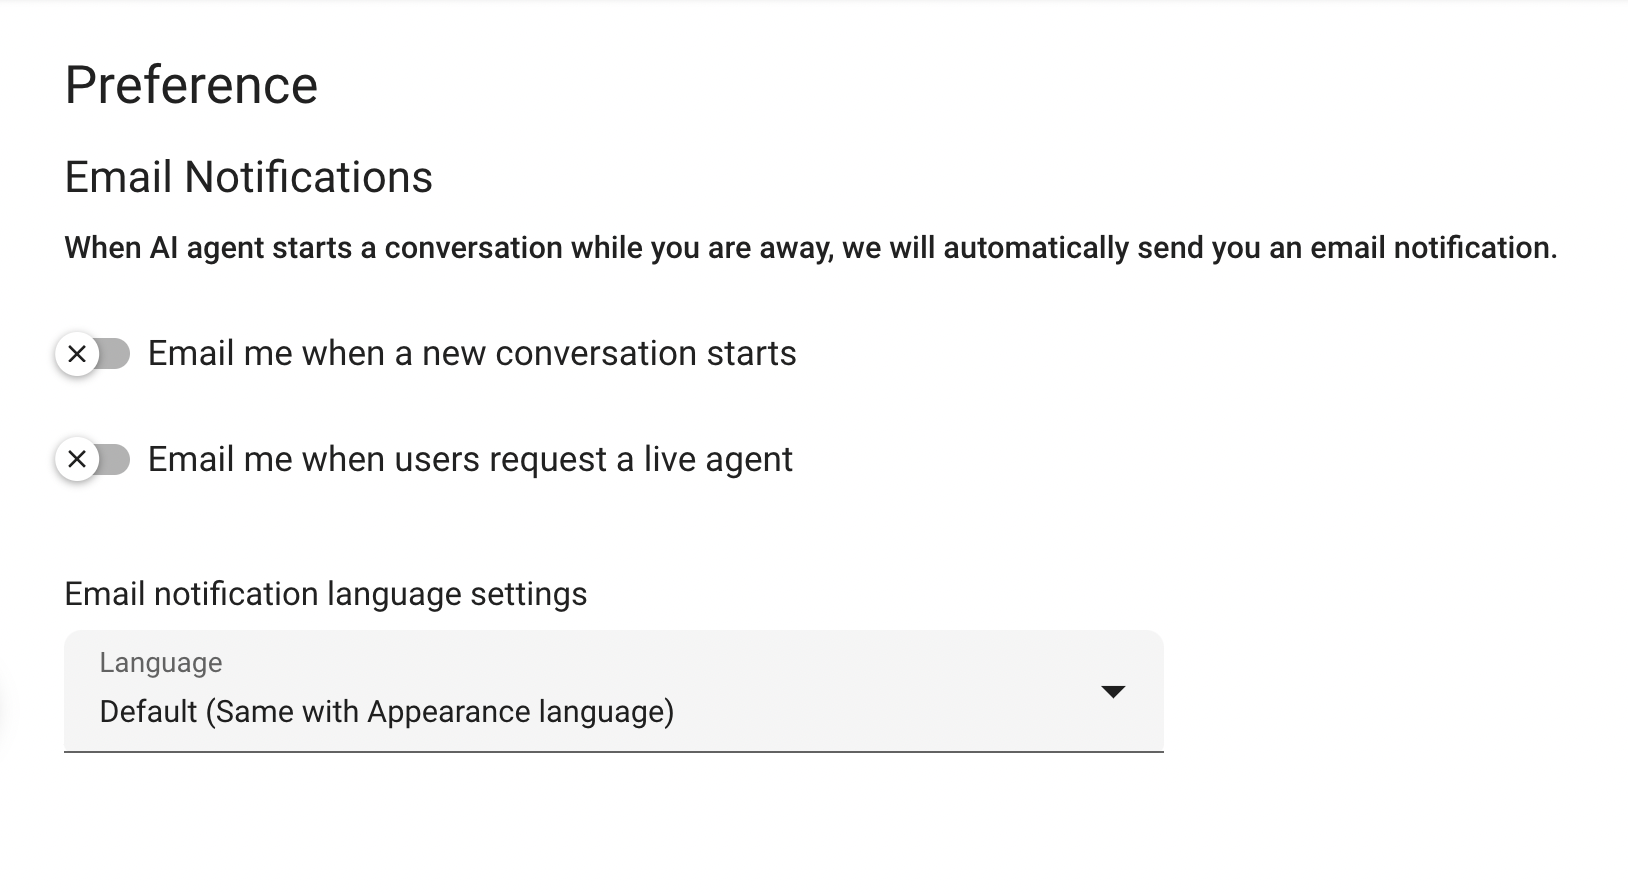 Preference
Email Notifications
When AI agent starts a conversation while you are away, we will automatically send you an email notification.
Email me when a new conversation starts
Email me when users request a live agent
Email notification language settings
Language
Default (Same with Appearance language)